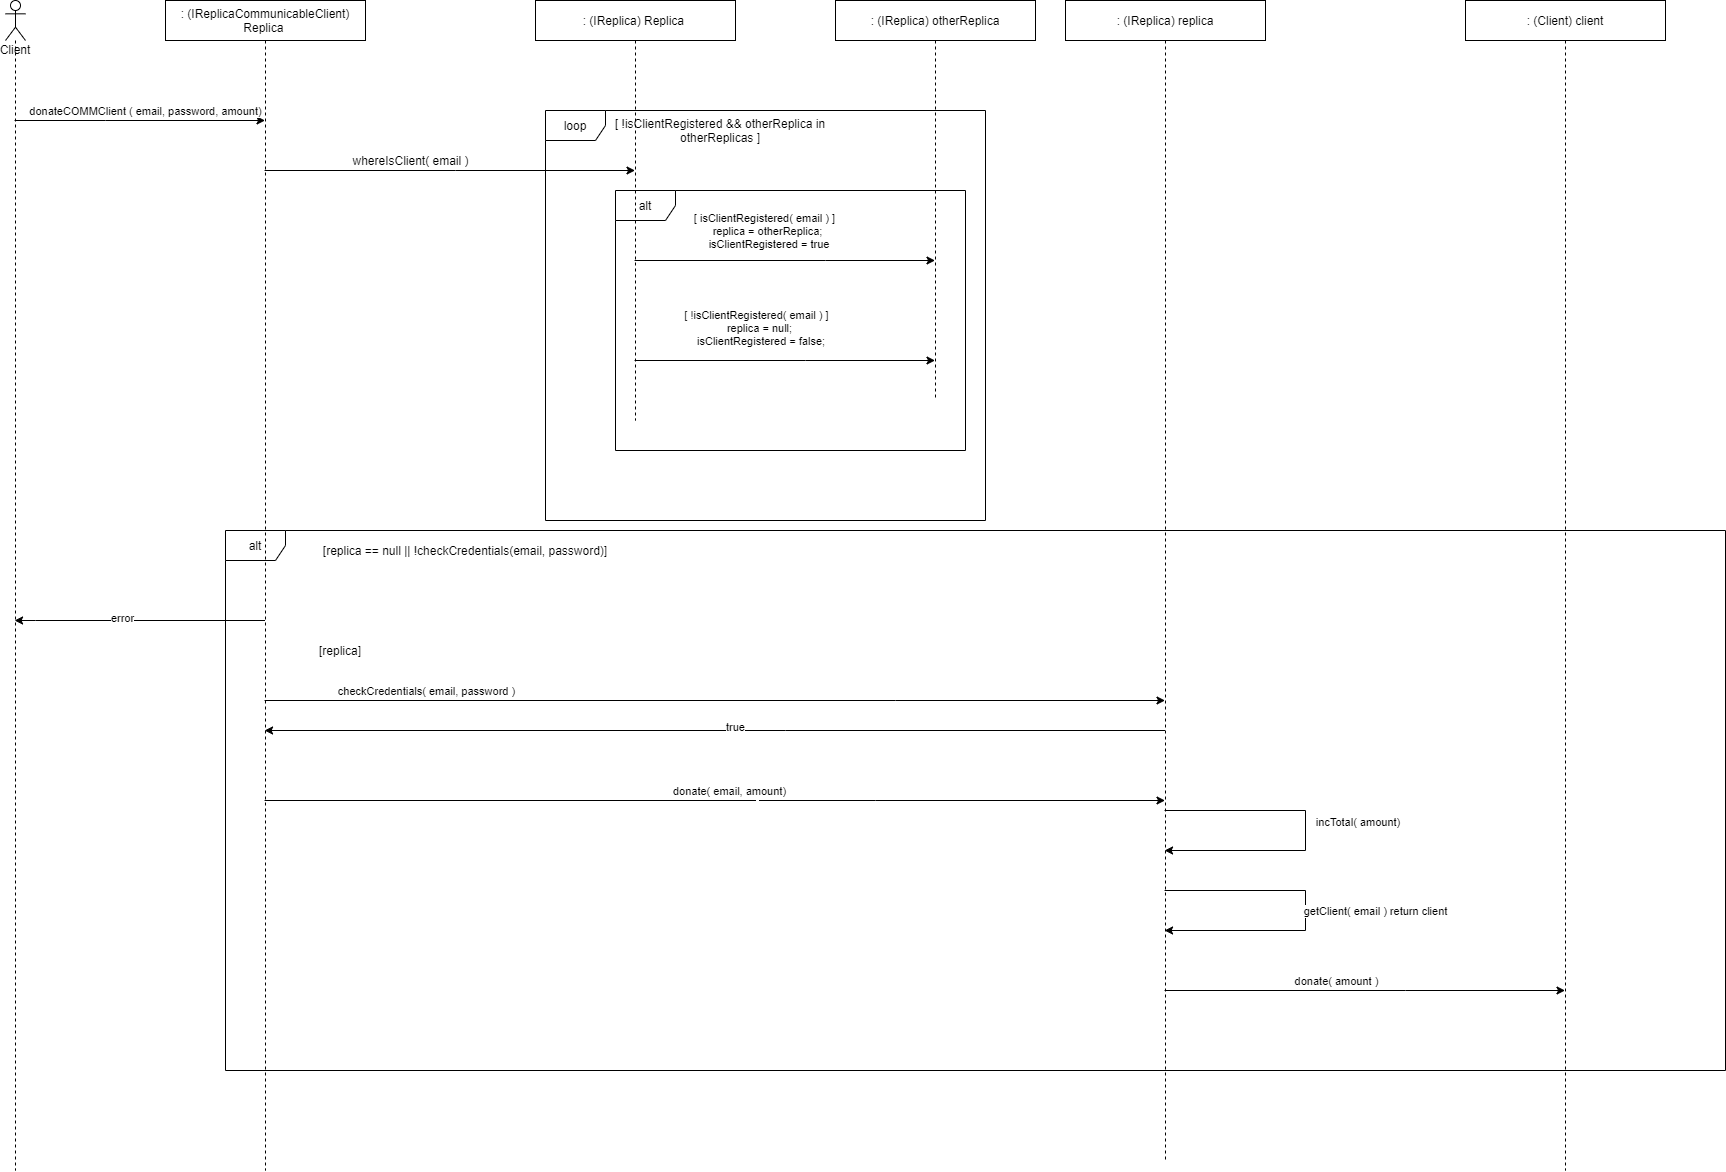 : (IReplicaCommunicableClient)
Replica
: (IReplica) Replica
: (IReplica) otherReplica
: (IReplica) replica
: (Client) client
Client
donateCOMMClient ( email, password, amount)
loop
[ !isClientRegistered && otherReplica in
otherReplicas ]
whereIsClient( email )
alt
[ isClientRegistered( email ) ]
replica = otherReplica;
isClientRegistered = true
[ !isClientRegistered( email ) ]
replica = null;
isClientRegistered = false;
alt
[replica == null || !checkCredentials(email, password)]
error
[replica]
checkCredentials( email, password )
true
donate( email, amount)
incTotal( amount)
getClient( email ) return client
donate( amount )